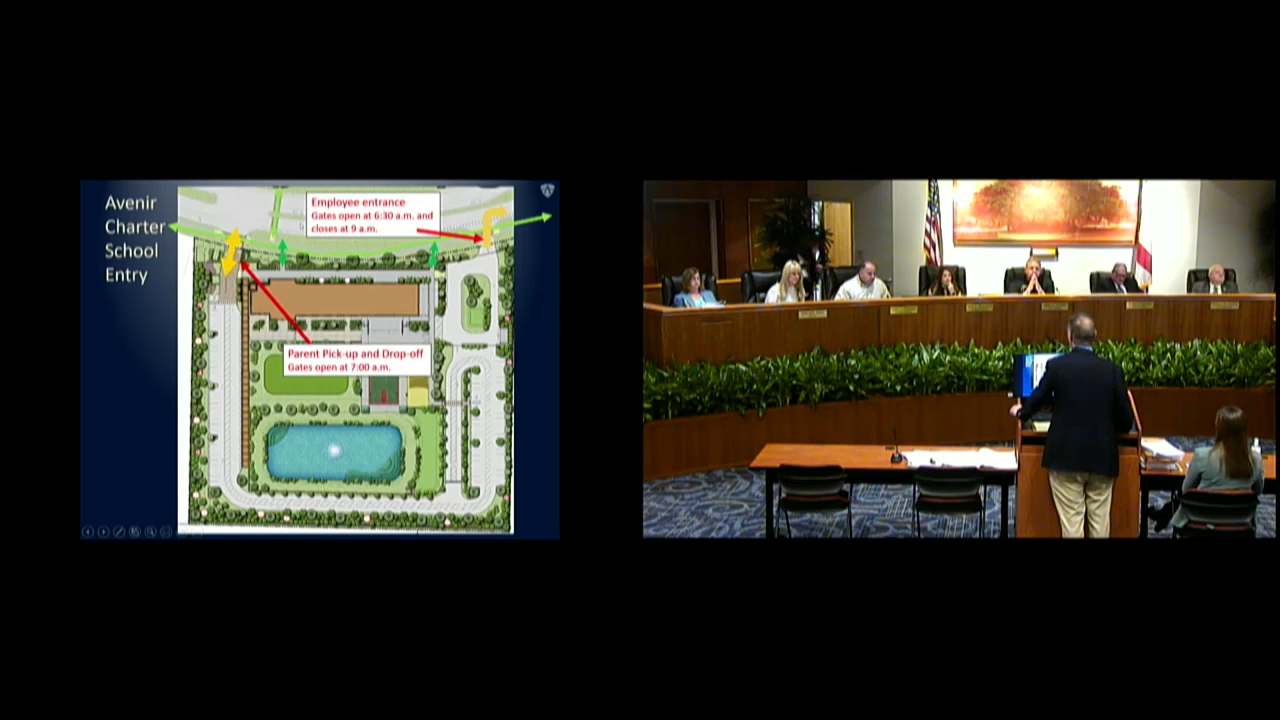 Avenir
Charter
School
Entry
Employee entrance
Gates open at 6:30 a.m. and
closes at 9 a.m.
Parent Pick-up and Drop-off
Gates open at 7:00 a.m.